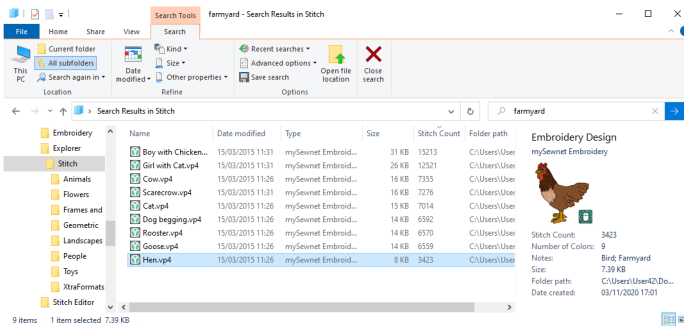 Search Tools farmyard - Search Results in Stitch
File Home Share View Search
This PC
Current folder
All subfolders
Search again in
Location
Date modified
Kind
Size
Other properties
Refine
Recent searches
Advanced options
Save search
Open file location
Options
Close search
Search Results in Stitch
farmyard
Embroidery
Explorer
Stitch
Animals
Flowers
Frames and
Geometric
Landscapes
People
Toys
XtraFormats
Stitch Editor
Name Date modified Type Size Stitch Count Folder path
Boy with Chicken... 15/03/2015 11:31 mySewnet Embroid... 31 KB 15213 C:\Users\User
Girl with Cat.vp4 15/03/2015 11:31 mySewnet Embroid... 26 KB 12521 C:\Users\User
Cow.vp4 15/03/2015 11:26 mySewnet Embroid... 16 KB 7355 C:\Users\User
Scarecrow.vp4 15/03/2015 11:31 mySewnet Embroid... 16 KB 7276 C:\Users\User
Cat.vp4 15/03/2015 11:26 mySewnet Embroid... 15 KB 7014 C:\Users\User
Dog begging.vp4 15/03/2015 11:26 mySewnet Embroid... 14 KB 6592 C:\Users\User
Rooster.vp4 15/03/2015 11:26 mySewnet Embroid... 14 KB 6570 C:\Users\User
Goose.vp4 15/03/2015 11:26 mySewnet Embroid... 14 KB 6559 C:\Users\User
Hen.vp4 15/03/2015 11:26 mySewnet Embroid... 8 KB 3423 C:\Users\User
Embroidery Design
mySewnet Embroidery
Stitch Count: 3423
Number of Colors: 9
Notes: Bird; Farmyard
Size: 7.39 KB
Folder path: C:\Users\User42\Do...
Date created: 03/11/2020 17:01
9 items 1 item selected 7.39 KB